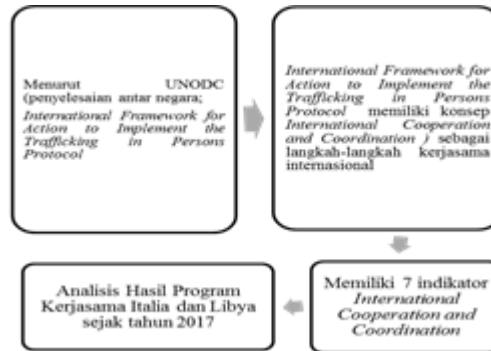 Menurut UNODC
(penyelesaian antar negara;
International Framework for
Action to Implement the
Trafficking in Persons
Protocol
International Framework for
Action to Implement the
Trafficking in Persons
Protocol memiliki konsep
International Cooperation
and Coordination ) sebagai
langkah-langkah kerjasama
internasional
Memiliki 7 indikator
International
Cooperation and
Coordination
Analisis Hasil Program
Kerjasama Italia dan Libya
sejak tahun 2017